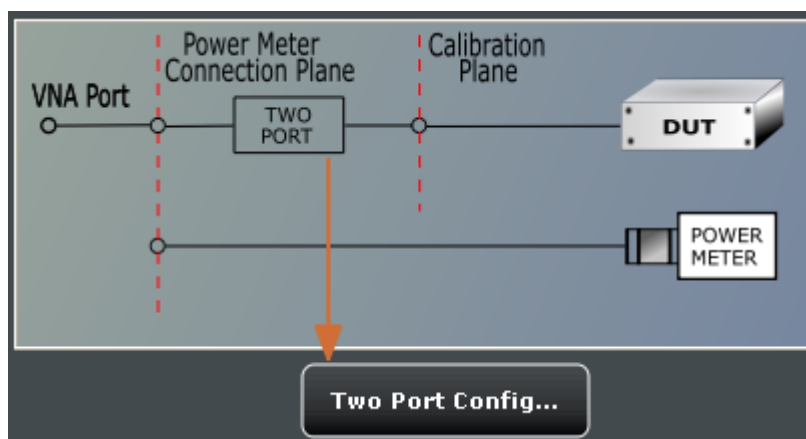 Power Meter
Connection Plane
Calibration
Plane
VNA Port
TWO
PORT
DUT
POWER
METER
Two Port Config...